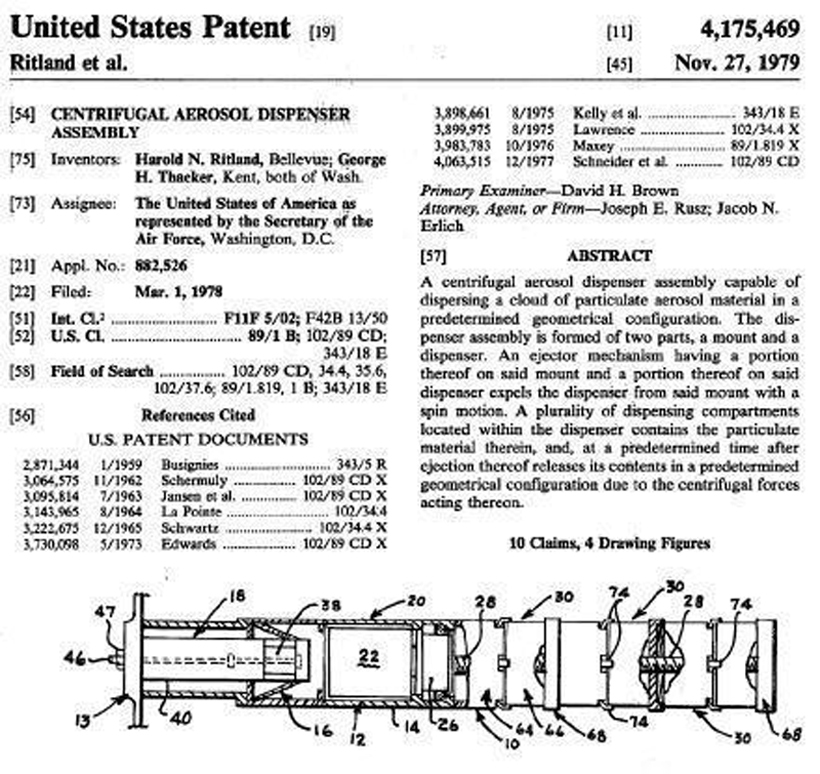 United States Patent [19]
[11] 4,175,469
Ritland et al.
[45] Nov. 27, 1979
[54] CENTRIFUGAL AEROSOL DISPENSER
ASSEMBLY
[75] Inventors: Harold N. Ritland, Bellevue; George
H. Thacker, Kent, both of Wash.
[73] Assignee: The United States of America as
represented by the Secretary of the
Air Force, Washington, D.C.
[21] Appl. No.: 882,526
[22] Filed: Mar. 1, 1978
[51] Int. Cl.² ........................ F11F 5/02; F42B 13/50
[52] U.S. Cl. ............................. 89/1 B; 102/89 CD;
343/18 E
[58] Field of Search ............... 102/89 CD, 34.4, 35.6,
102/37.6; 89/1.819, 1 B; 343/18 E
[56] References Cited
U.S. PATENT DOCUMENTS
2,871,344 1/1959 Busignies ........................ 343/5 R
3,064,575 11/1962 Schermuly ................ 102/89 CD X
3,095,814 7/1963 Jansen et al. ............... 102/89 CD X
3,143,965 8/1964 La Pointe ........................ 102/34.4
3,222,675 12/1965 Schwartz ...................... 102/34.4 X
3,730,098 5/1973 Edwards .................... 102/89 CD X
3,898,661 8/1975 Kelly et al. ...................... 343/18 E
3,899,975 8/1975 Lawrence ..................... 102/34.4 X
3,983,783 10/1976 Maxey ......................... 89/1.819 X
4,063,515 12/1977 Schneider et al. ............ 102/89 CD
Primary Examiner—David H. Brown
Attorney, Agent, or Firm—Joseph E. Rusz; Jacob N.
Erlich
[57] ABSTRACT
A centrifugal aerosol dispenser assembly capable of
dispersing a cloud of particulate aerosol material in a
predetermined geometrical configuration. The dis-
penser assembly is formed of two parts, a mount and a
dispenser. An ejector mechanism having a portion
thereof on said mount and a portion thereof on said
dispenser expels the dispenser from said mount with a
spin motion. A plurality of dispensing compartments
located within the dispenser contains the particulate
material therein, and, at a predetermined time after
ejection thereof releases its contents in a predetermined
geometrical configuration due to the centrifugal forces
acting thereon.
10 Claims, 4 Drawing Figures
47 18 38 20 28 30 74 30 28 74
46 22
13 40 16 12 14 26 64 10 66 68 74 30 68